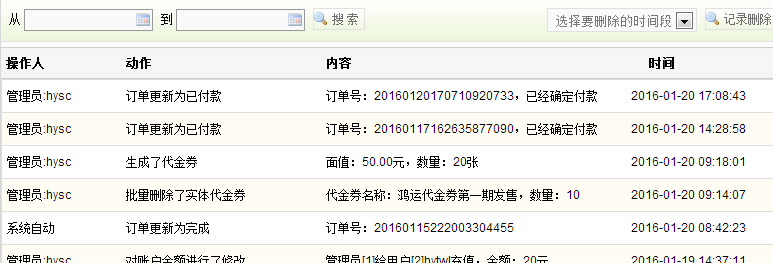 从 到 搜索 选择要删除的时间段 记录删除
操作人 动作 内容 时间
管理员:hysc 订单更新为已付款 订单号：20160120170710920733，已经确定付款 2016-01-20 17:08:43
管理员:hysc 订单更新为已付款 订单号：20160117162635877090，已经确定付款 2016-01-20 14:28:58
管理员:hysc 生成了代金券 面值：50.00元，数量：20张 2016-01-20 09:18:01
管理员:hysc 批量删除了实体代金券 代金券名称：鸿运代金券第一期发售，数量：10 2016-01-20 09:14:07
系统自动 订单更新为完成 订单号：20160115222003304455 2016-01-20 08:42:23
管理员:hysc 对账户金额进行了修改 管理员[1]给用户[2]hytwl充值，金额：20元 2016-01-19 14:37:11